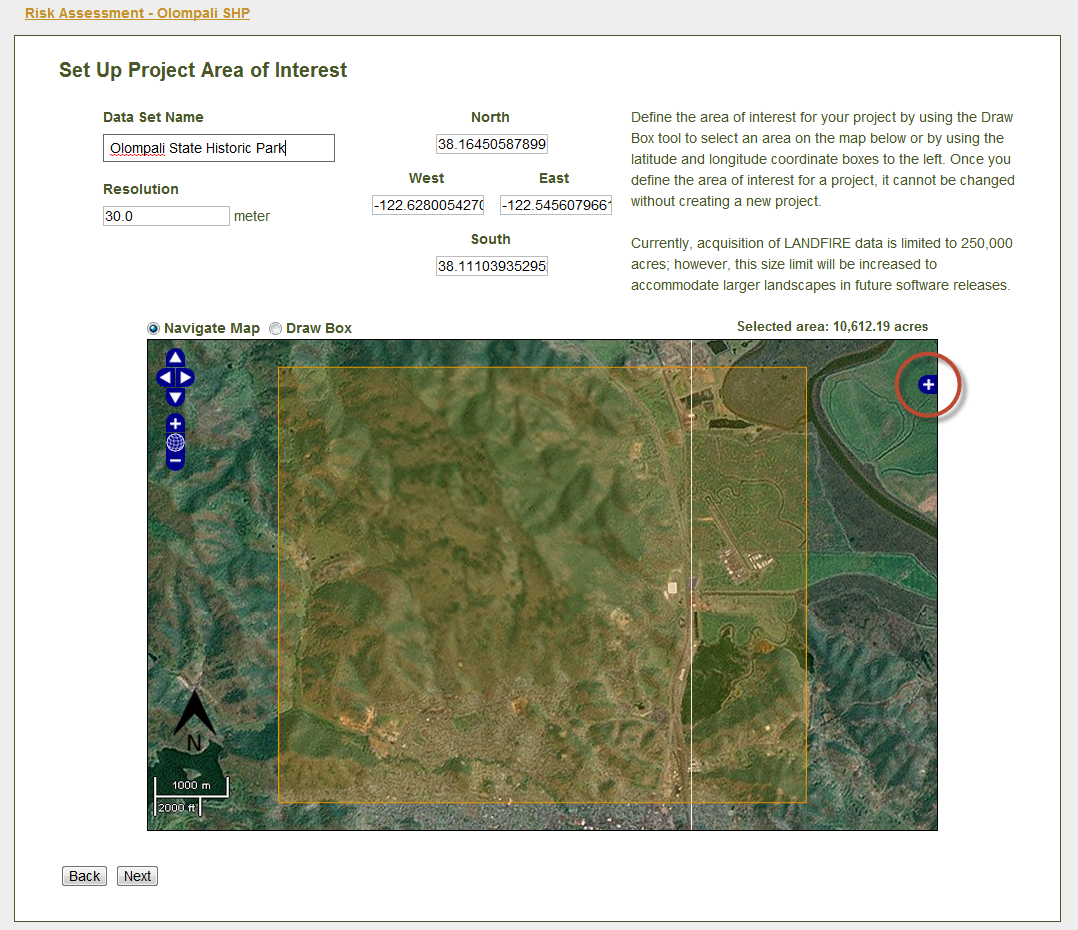 Risk Assessment - Olompali SHP
Set Up Project Area of Interest
Data Set Name
Olompali State Historic Park
Resolution
30.0 meter
North
38.16450587899
West
East
-122.6280054270
-122.5456079661
South
38.11103935295
Define the area of interest for your project by using the Draw
Box tool to select an area on the map below or by using the
latitude and longitude coordinate boxes to the left. Once you
define the area of interest for a project, it cannot be changed
without creating a new project.
Currently, acquisition of LANDFIRE data is limited to 250,000
acres; however, this size limit will be increased to
accommodate larger landscapes in future software releases.
Navigate Map Draw Box
Selected area: 10,612.19 acres
N
1000 m
2000 ft
Back Next